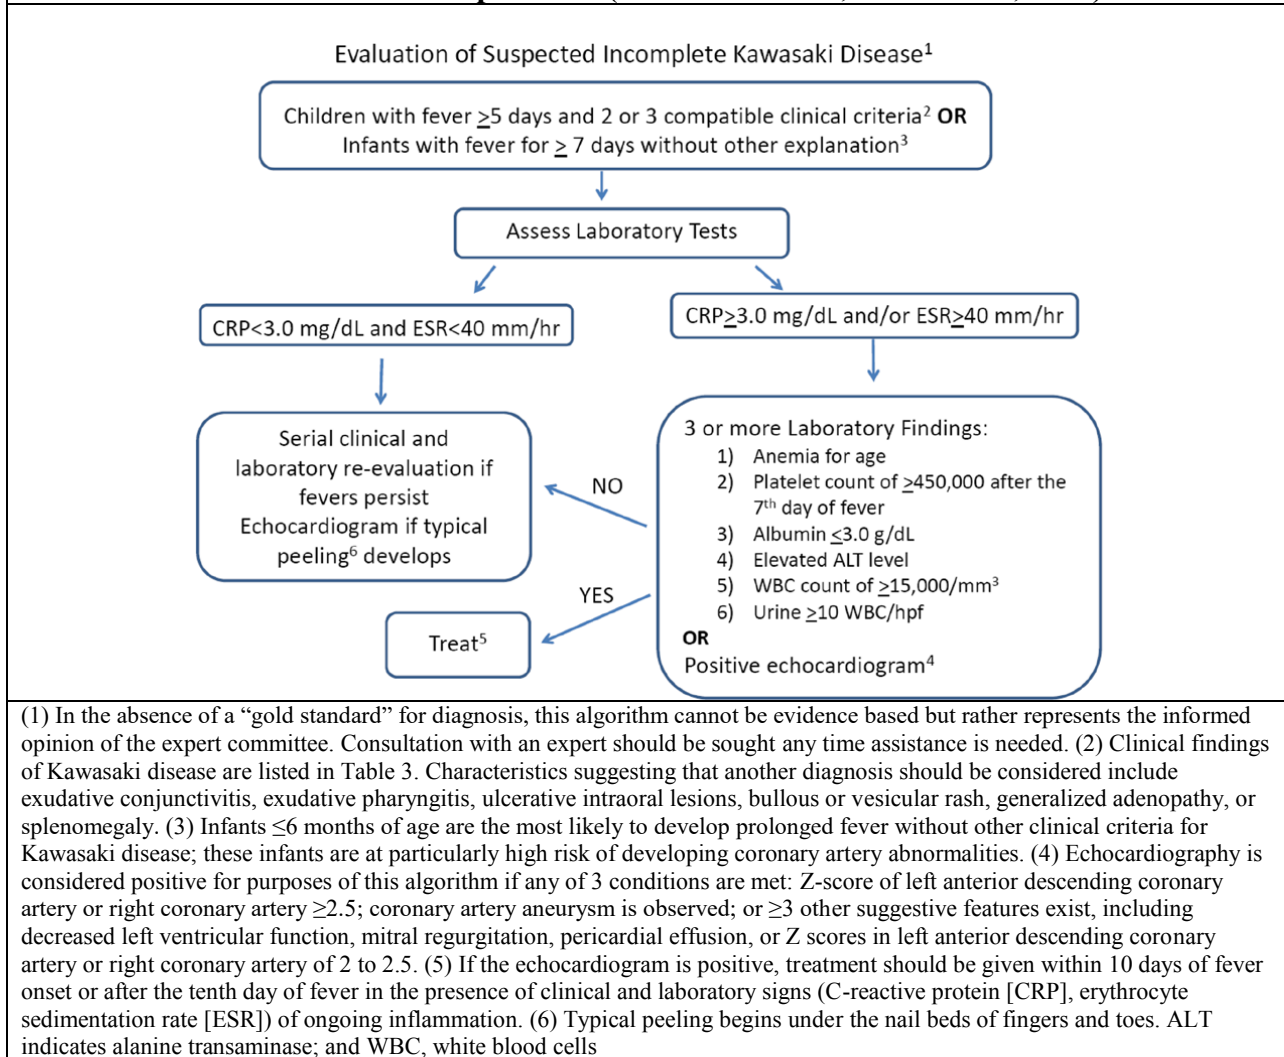 Evaluation of Suspected Incomplete Kawasaki Disease¹
Children with fever ≥5 days and 2 or 3 compatible clinical criteria² OR
Infants with fever for ≥ 7 days without other explanation³
Assess Laboratory Tests
CRP<3.0 mg/dL and ESR<40 mm/hr
CRP≥3.0 mg/dL and/or ESR≥40 mm/hr
Serial clinical and
laboratory re-evaluation if
fevers persist
Echocardiogram if typical
peeling⁶ develops
NO
YES
Treat⁵
3 or more Laboratory Findings:
1) Anemia for age
2) Platelet count of ≥450,000 after the
7th day of fever
3) Albumin ≤3.0 g/dL
4) Elevated ALT level
5) WBC count of ≥15,000/mm³
6) Urine ≥10 WBC/hpf
OR
Positive echocardiogram⁴
(1) In the absence of a “gold standard” for diagnosis, this algorithm cannot be evidence based but rather represents the informed
opinion of the expert committee. Consultation with an expert should be sought any time assistance is needed. (2) Clinical findings
of Kawasaki disease are listed in Table 3. Characteristics suggesting that another diagnosis should be considered include
exudative conjunctivitis, exudative pharyngitis, ulcerative intraoral lesions, bullous or vesicular rash, generalized adenopathy, or
splenomegaly. (3) Infants ≤6 months of age are the most likely to develop prolonged fever without other clinical criteria for
Kawasaki disease; these infants are at particularly high risk of developing coronary artery abnormalities. (4) Echocardiography is
considered positive for purposes of this algorithm if any of 3 conditions are met: Z-score of left anterior descending coronary
artery or right coronary artery ≥2.5; coronary artery aneurysm is observed; or ≥3 other suggestive features exist, including
decreased left ventricular function, mitral regurgitation, pericardial effusion, or Z scores in left anterior descending coronary
artery or right coronary artery of 2 to 2.5. (5) If the echocardiogram is positive, treatment should be given within 10 days of fever
onset or after the tenth day of fever in the presence of clinical and laboratory signs (C-reactive protein [CRP], erythrocyte
sedimentation rate [ESR]) of ongoing inflammation. (6) Typical peeling begins under the nail beds of fingers and toes. ALT
indicates alanine transaminase; and WBC, white blood cells